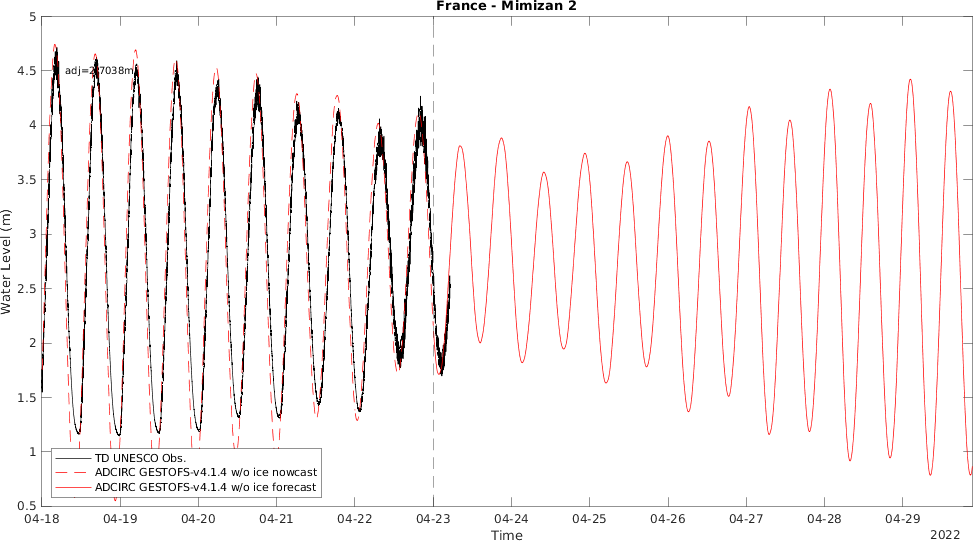 France - Mimizan 2
5
4.5
4
3.5
3
2.5
2
1.5
1
0.5
Water Level (m)
TD UNESCO Obs.
ADCIRC GESTOFS-v4.1.4 w/o ice nowcast
ADCIRC GESTOFS-v4.1.4 w/o ice forecast
04-18 04-19 04-20 04-21 04-22 04-23 04-24 04-25 04-26 04-27 04-28 04-29
Time
2022